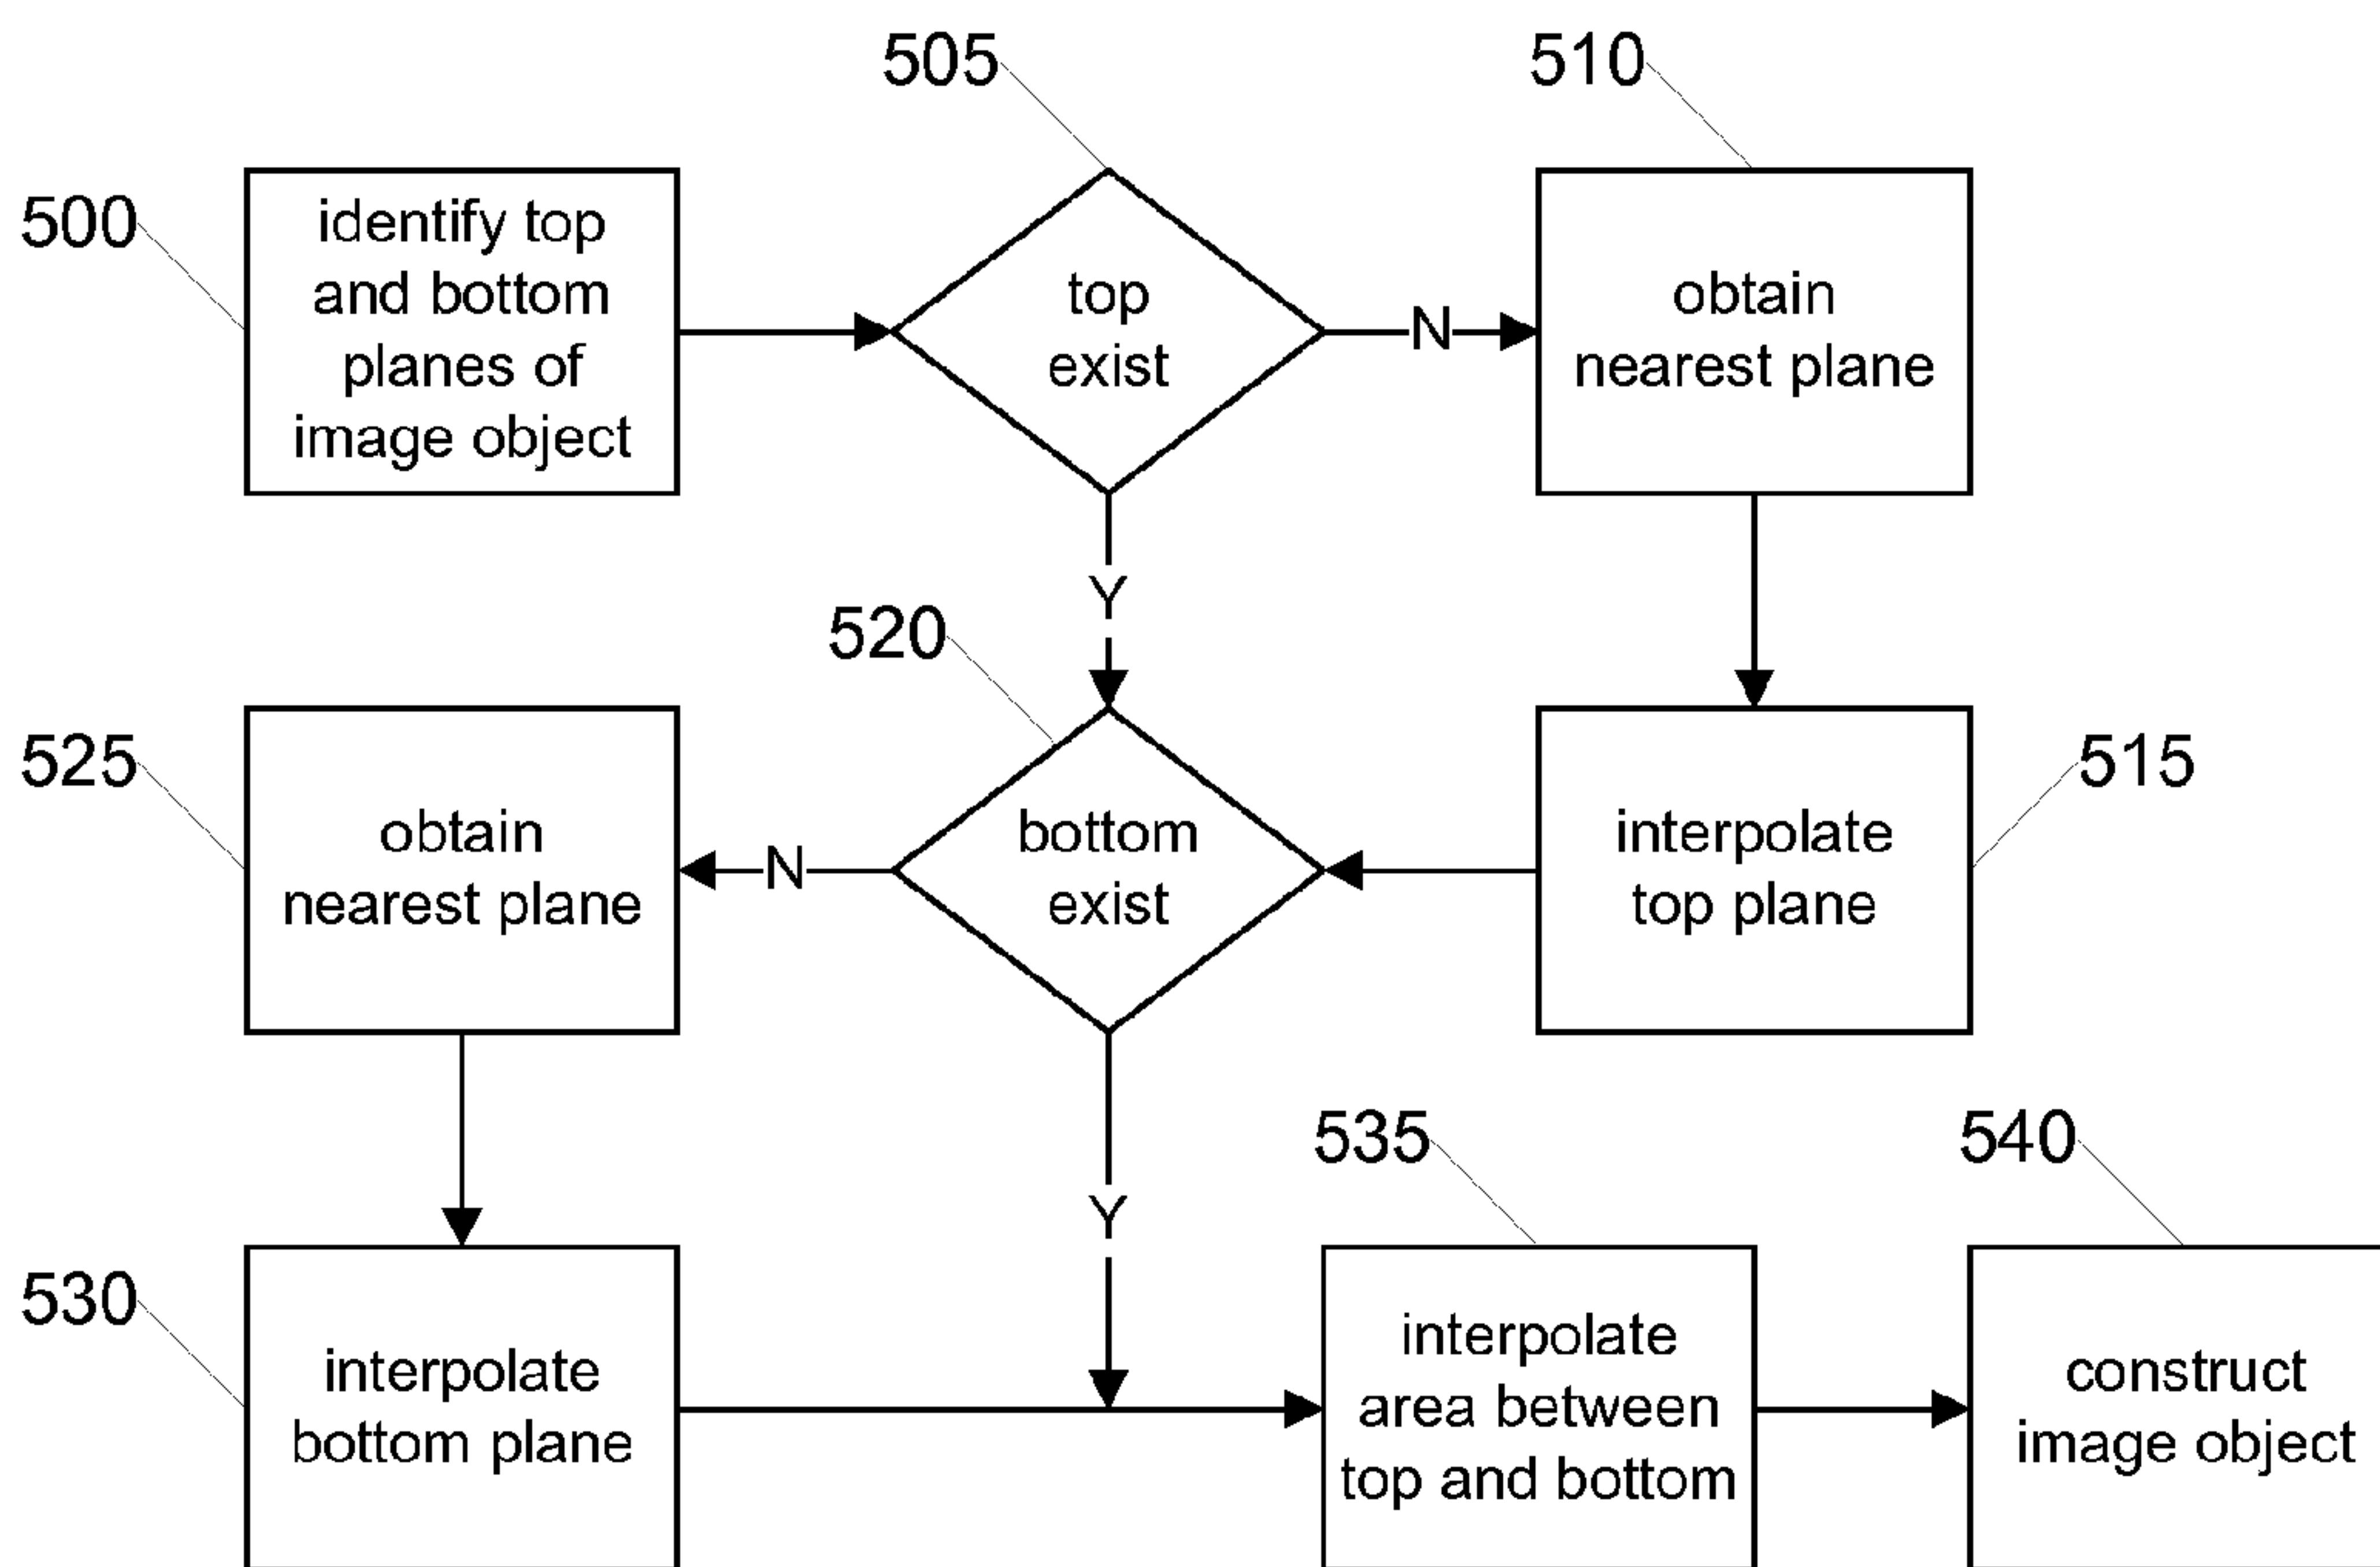 505
510
500
identify top
and bottom
planes of
image object
top
exist
N
obtain
nearest plane
Y
520
525
obtain
nearest plane
N
bottom
exist
interpolate
top plane
515
Y
535
540
530
interpolate
bottom plane
interpolate
area between
top and bottom
construct
image object